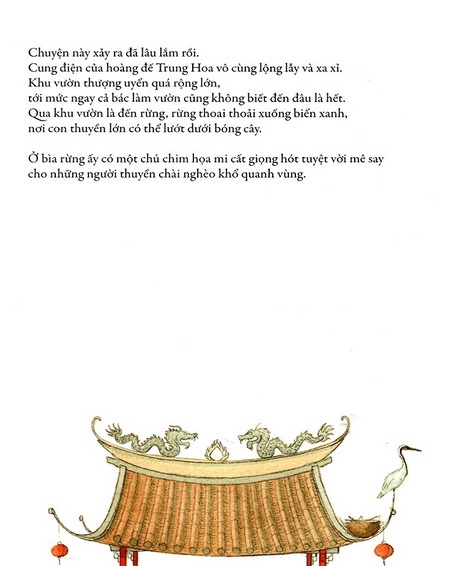 Chuyện này xảy ra đã lâu lắm rồi.
Cung điện của hoàng đế Trung Hoa vô cùng lộng lẫy và xa xỉ.
Khu vườn thượng uyển quá rộng lớn,
tới mức ngay cả bác làm vườn cũng không biết đến đâu là hết.
Qua khu vườn là đến rừng, rừng thoai thoải xuống biển xanh,
nơi con thuyền lớn có thể lướt dưới bóng cây.
Ở bìa rừng ấy có một chú chim họa mi cất giọng hót tuyệt vời mê say
cho những người thuyền chài nghèo khổ quanh vùng.